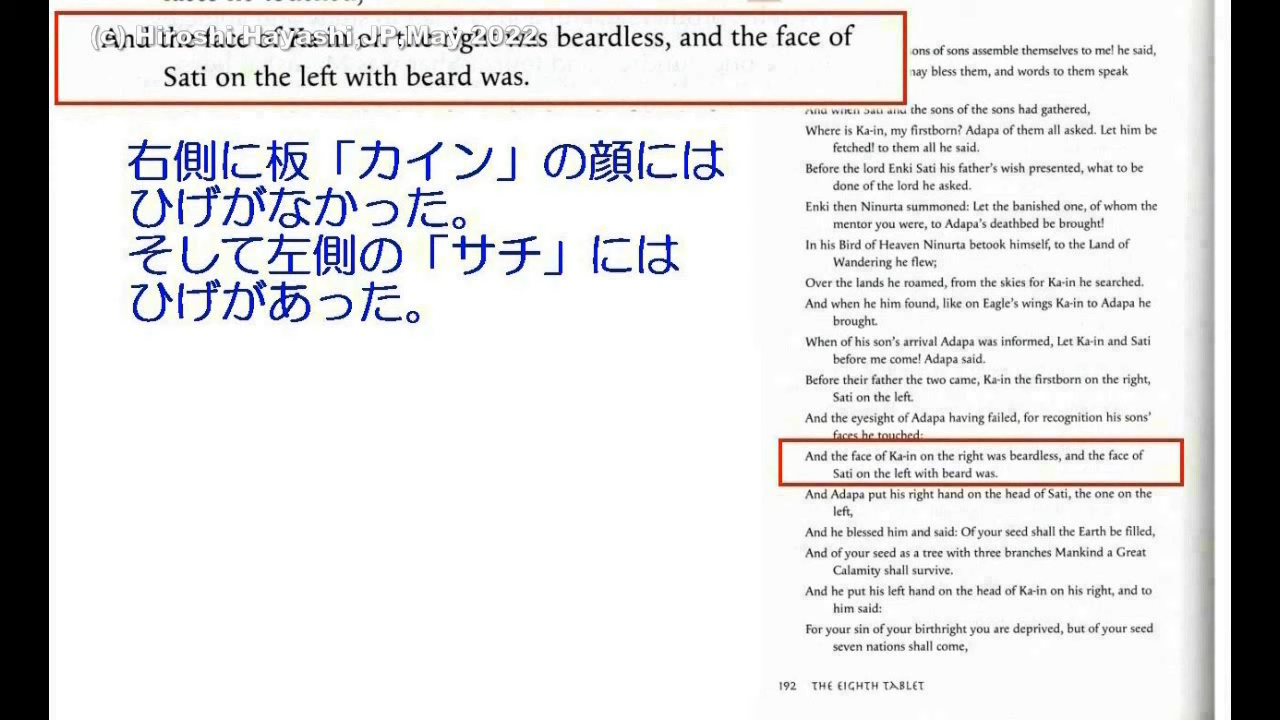 And the face of Ka-in on the right was beardless, and the face of
Sati on the left with beard was.
(c) Hitoshi Hayashi, JP, May 2022
右側に板「カイン」の顔には
ひげがなかった。
そして左側の「サチ」には
ひげがあった。
ons of sons assemble themselves to me! he said,
may bless them, and words to them speak
And when Sati and the sons of the sons had gathered,
Where is Ka-in, my firstborn? Adapa of them all asked. Let him be
fetched! to them all he said.
Before the lord Enki Sati his father's wish presented, what to be
done of the lord he asked.
Enki then Ninurta summoned: Let the banished one, of whom the
mentor you were, to Adapa's deathbed be brought!
In his Bird of Heaven Ninurta betook himself, to the Land of
Wandering he flew;
Over the lands he roamed, from the skies for Ka-in he searched.
And when he him found, like on Eagle's wings Ka-in to Adapa he
brought.
When of his son's arrival Adapa was informed, Let Ka-in and Sati
before me come! Adapa said.
Before their father the two came, Ka-in the firstborn on the right,
Sati on the left.
And the eyesight of Adapa having failed, for recognition his sons'
faces he touched;
And the face of Ka-in on the right was beardless, and the face of
Sati on the left with beard was.
And Adapa put his right hand on the head of Sati, the one on the
left,
And he blessed him and said: Of your seed shall the Earth be filled,
And of your seed as a tree with three branches Mankind a Great
Calamity shall survive.
And he put his left hand on the head of Ka-in on his right, and to
him said:
For your sin of your birthright you are deprived, but of your seed
seven nations shall come,
192 THE EIGHTH TABLET